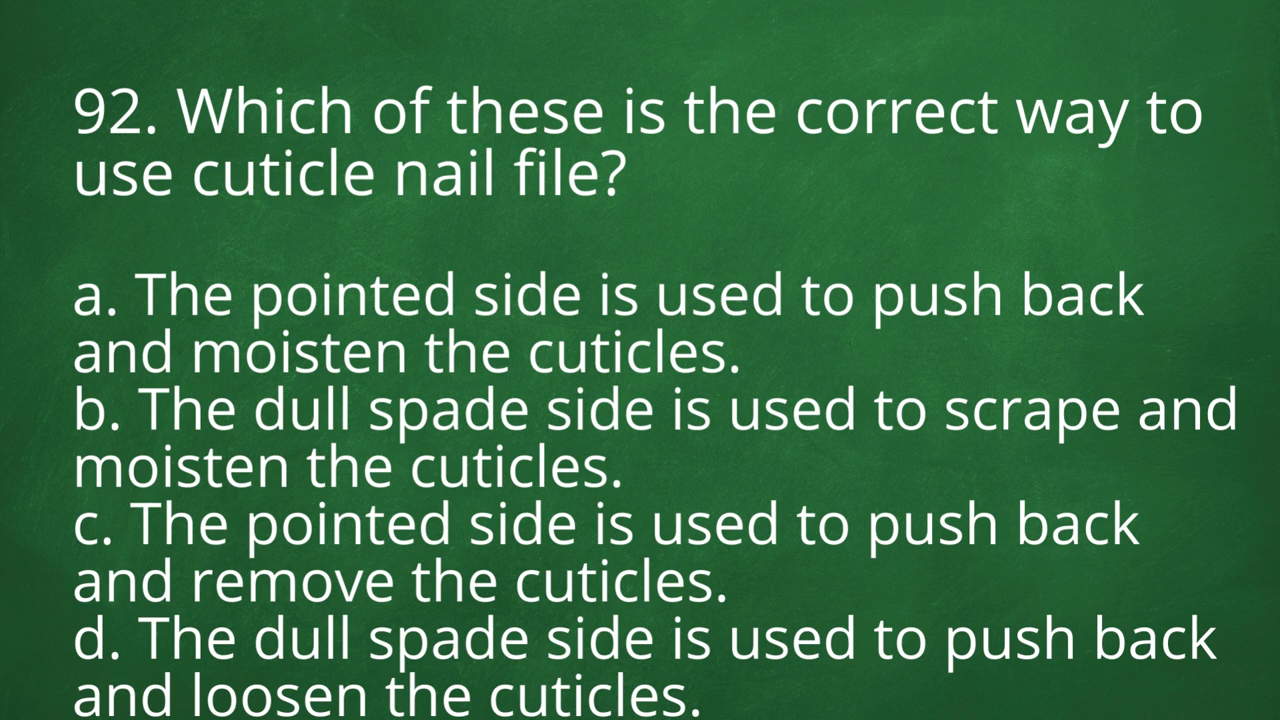 92. Which of these is the correct way to
use cuticle nail file?
a. The pointed side is used to push back
and moisten the cuticles.
b. The dull spade side is used to scrape and
moisten the cuticles.
c. The pointed side is used to push back
and remove the cuticles.
d. The dull spade side is used to push back
and loosen the cuticles.